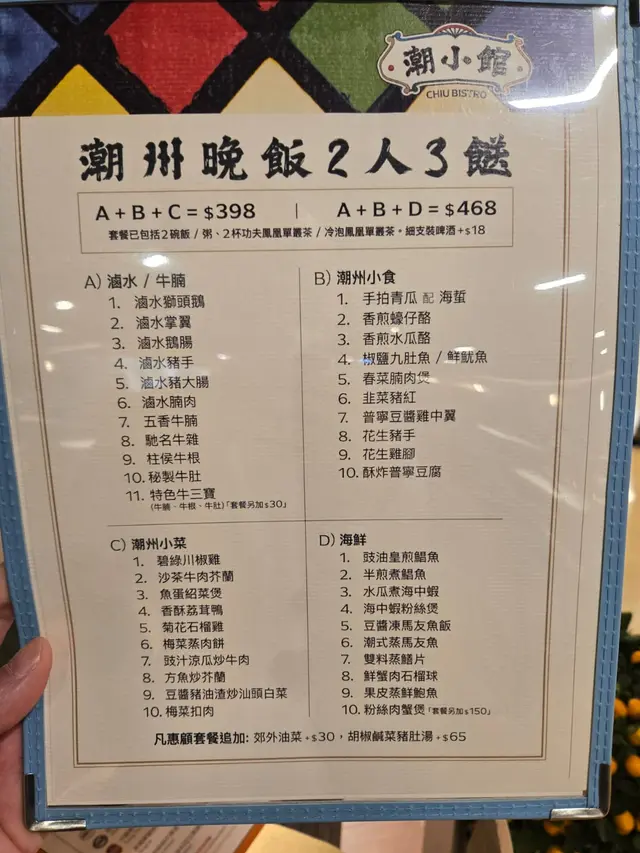 潮小館
CHIU BISTRO
潮州晚飯2人3餸
A + B + C = $398 | A + B + D = $468
套餐已包括2碗飯 / 粥、2杯功夫鳳凰單叢茶 / 冷泡鳳凰單叢茶。細支裝啤酒+$18
A) 滷水 / 牛腩
1. 滷水獅頭鵝
2. 滷水掌翼
3. 滷水鵝腸
4. 滷水豬手
5. 滷水豬大腸
6. 滷水腩肉
7. 五香牛腩
8. 馳名牛雜
9. 柱侯牛根
10. 秘製牛肚
11. 特色牛三寶
(牛腩、牛根、牛肚)「套餐另加$30」
B) 潮州小食
1. 手拍青瓜 配 海蜇
2. 香煎蠔仔酪
3. 香煎水瓜酪
4. 椒鹽九肚魚 / 鮮魷魚
5. 春菜腩肉煲
6. 韭菜豬紅
7. 普寧豆醬雞中翼
8. 花生豬手
9. 花生雞腳
10. 酥炸普寧豆腐
C) 潮州小菜
1. 碧綠川椒雞
2. 沙茶牛肉芥蘭
3. 魚蛋紹菜煲
4. 香酥荔茸鴨
5. 菊花石榴雞
6. 梅菜蒸肉餅
7. 豉汁涼瓜炒牛肉
8. 方魚炒芥蘭
9. 豆醬豬油渣炒汕頭白菜
10. 梅菜扣肉
D) 海鮮
1. 豉油皇煎鯧魚
2. 半煎煮鯧魚
3. 水瓜煮海中蝦
4. 海中蝦粉絲煲
5. 豆醬凍馬友魚飯
6. 潮式蒸馬友魚
7. 雙料蒸鱔片
8. 鮮蟹肉石榴球
9. 果皮蒸鮮鮑魚
10. 粉絲肉蟹煲「套餐另加$150」
凡惠顧套餐追加: 郊外油菜 +$30，胡椒鹹菜豬肚湯 +$65